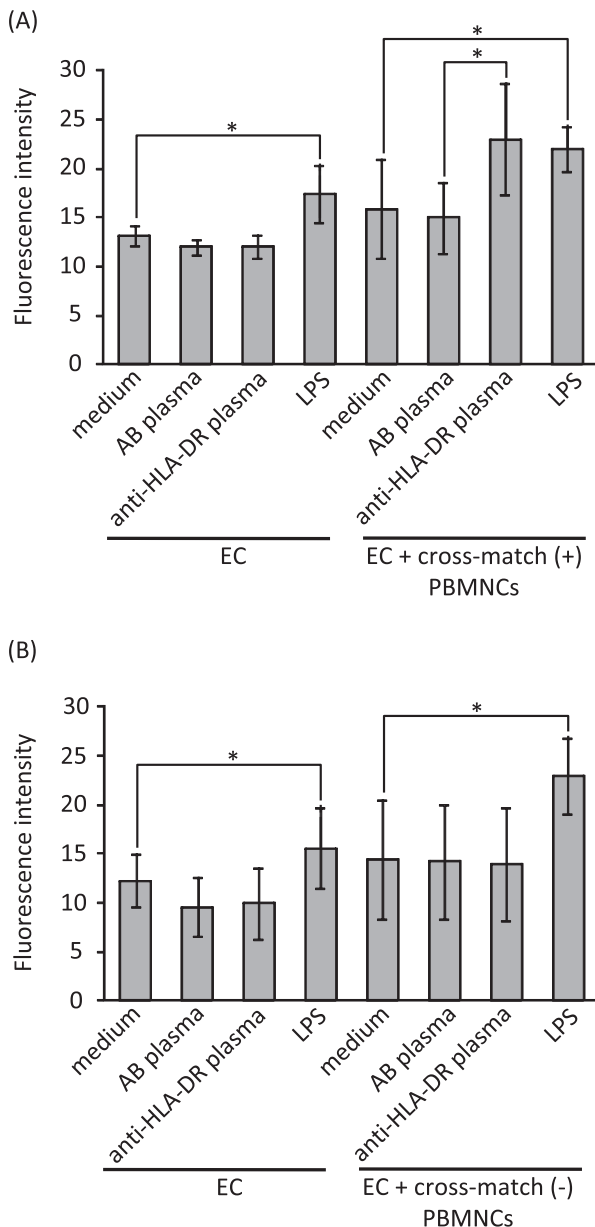 (A)
*
*
*
30
25
20
15
10
5
0
Fluorescence intensity
medium
AB plasma
anti-HLA-DR plasma
LPS
medium
AB plasma
anti-HLA-DR plasma
LPS
EC
EC + cross-match (+)
PBMNCs
(B)
*
*
30
25
20
15
10
5
0
Fluorescence intensity
medium
AB plasma
anti-HLA-DR plasma
LPS
medium
AB plasma
anti-HLA-DR plasma
LPS
EC
EC + cross-match (-)
PBMNCs